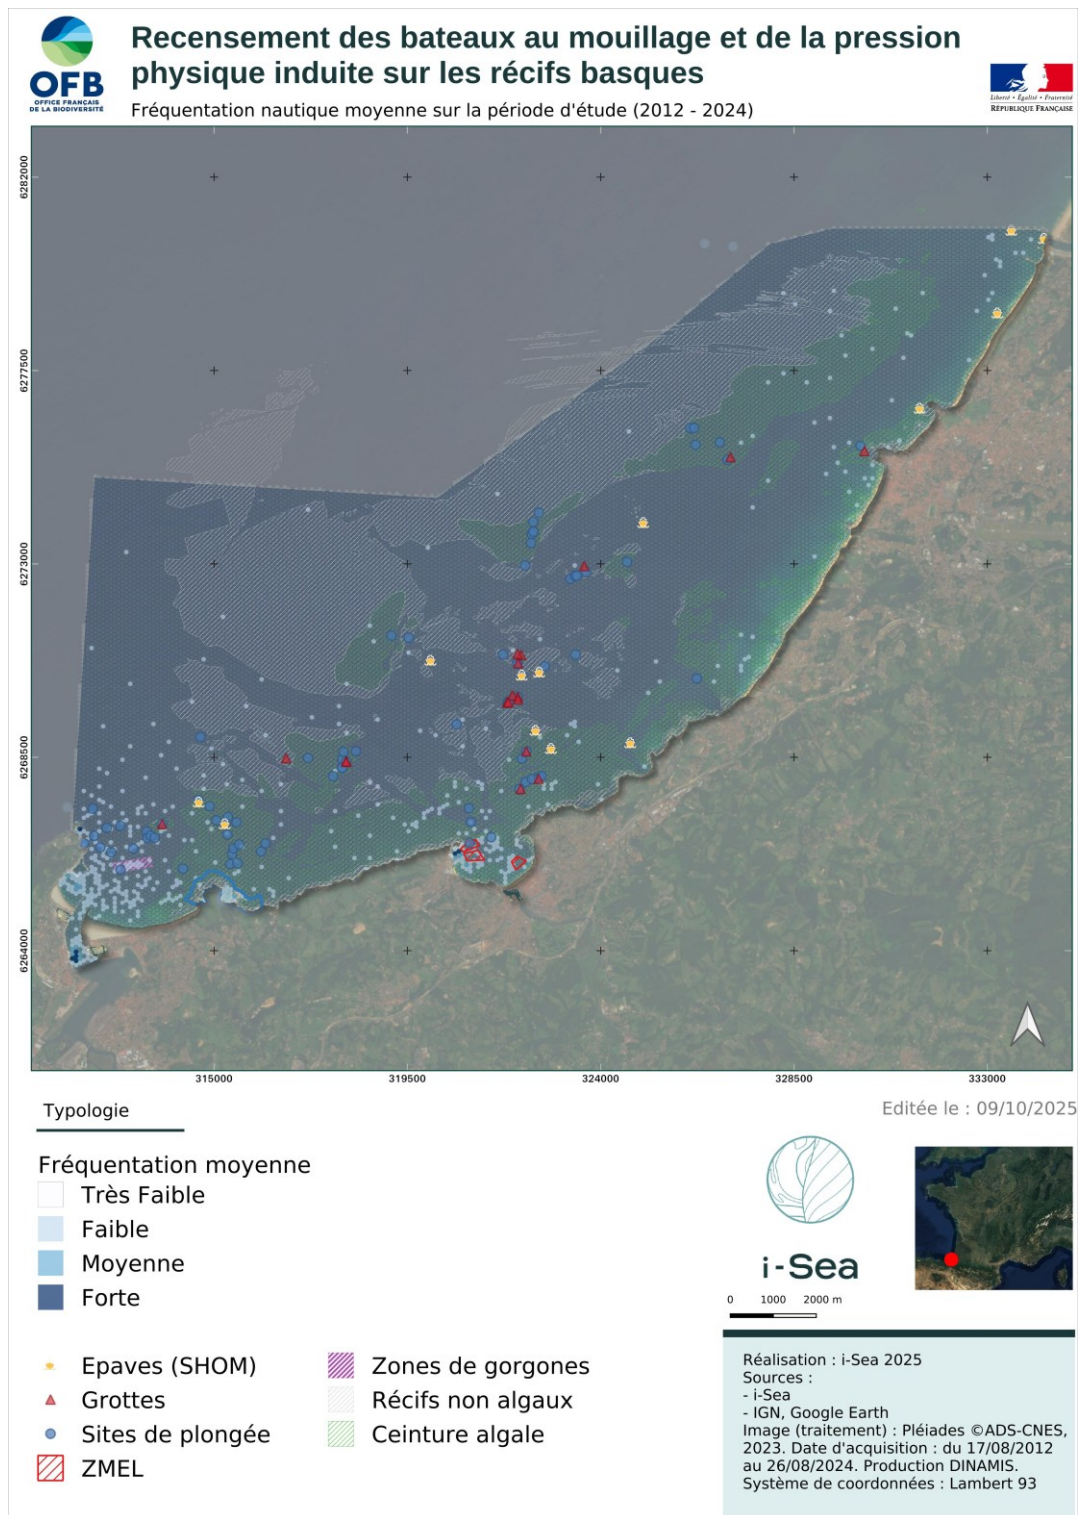 Recensement des bateaux au mouillage et de la pression
physique induite sur les récifs basques
Fréquentation nautique moyenne sur la période d'étude (2012 - 2024)
OFB
OFFICE FRANÇAIS
DE LA BIODIVERSITÉ
Liberté • Égalité • Fraternité
RÉPUBLIQUE FRANÇAISE
6282000
6277500
6273000
6268500
6264000
315000
319500
324000
328500
333000
Typologie
Editée le : 09/10/2025
Fréquentation moyenne
Très Faible
Faible
Moyenne
Forte
Epaves (SHOM)
Grottes
Sites de plongée
ZMEL
Zones de gorgones
Récifs non algaux
Ceinture algale
i-Sea
0 1000 2000 m
Réalisation : i-Sea 2025
Sources :
- i-Sea
- IGN, Google Earth
Image (traitement) : Pléiades ©ADS-CNES,
2023. Date d'acquisition : du 17/08/2012
au 26/08/2024. Production DINAMIS.
Système de coordonnées : Lambert 93